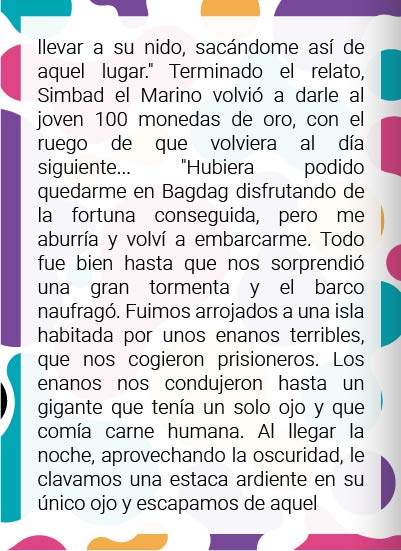 llevar a su nido, sacándome así de
aquel lugar." Terminado el relato,
Simbad el Marino volvió a darle al
joven 100 monedas de oro, con el
ruego de que volviera al día
siguiente... "Hubiera podido
quedarme en Bagdag disfrutando de
la fortuna conseguida, pero me
aburría y volví a embarcarme. Todo
fue bien hasta que nos sorprendió
una gran tormenta y el barco
naufragó. Fuimos arrojados a una isla
habitada por unos enanos terribles,
que nos cogieron prisioneros. Los
enanos nos condujeron hasta un
gigante que tenía un solo ojo y que
comía carne humana. Al llegar la
noche, aprovechando la oscuridad, le
clavamos una estaca ardiente en su
único ojo y escapamos de aquel